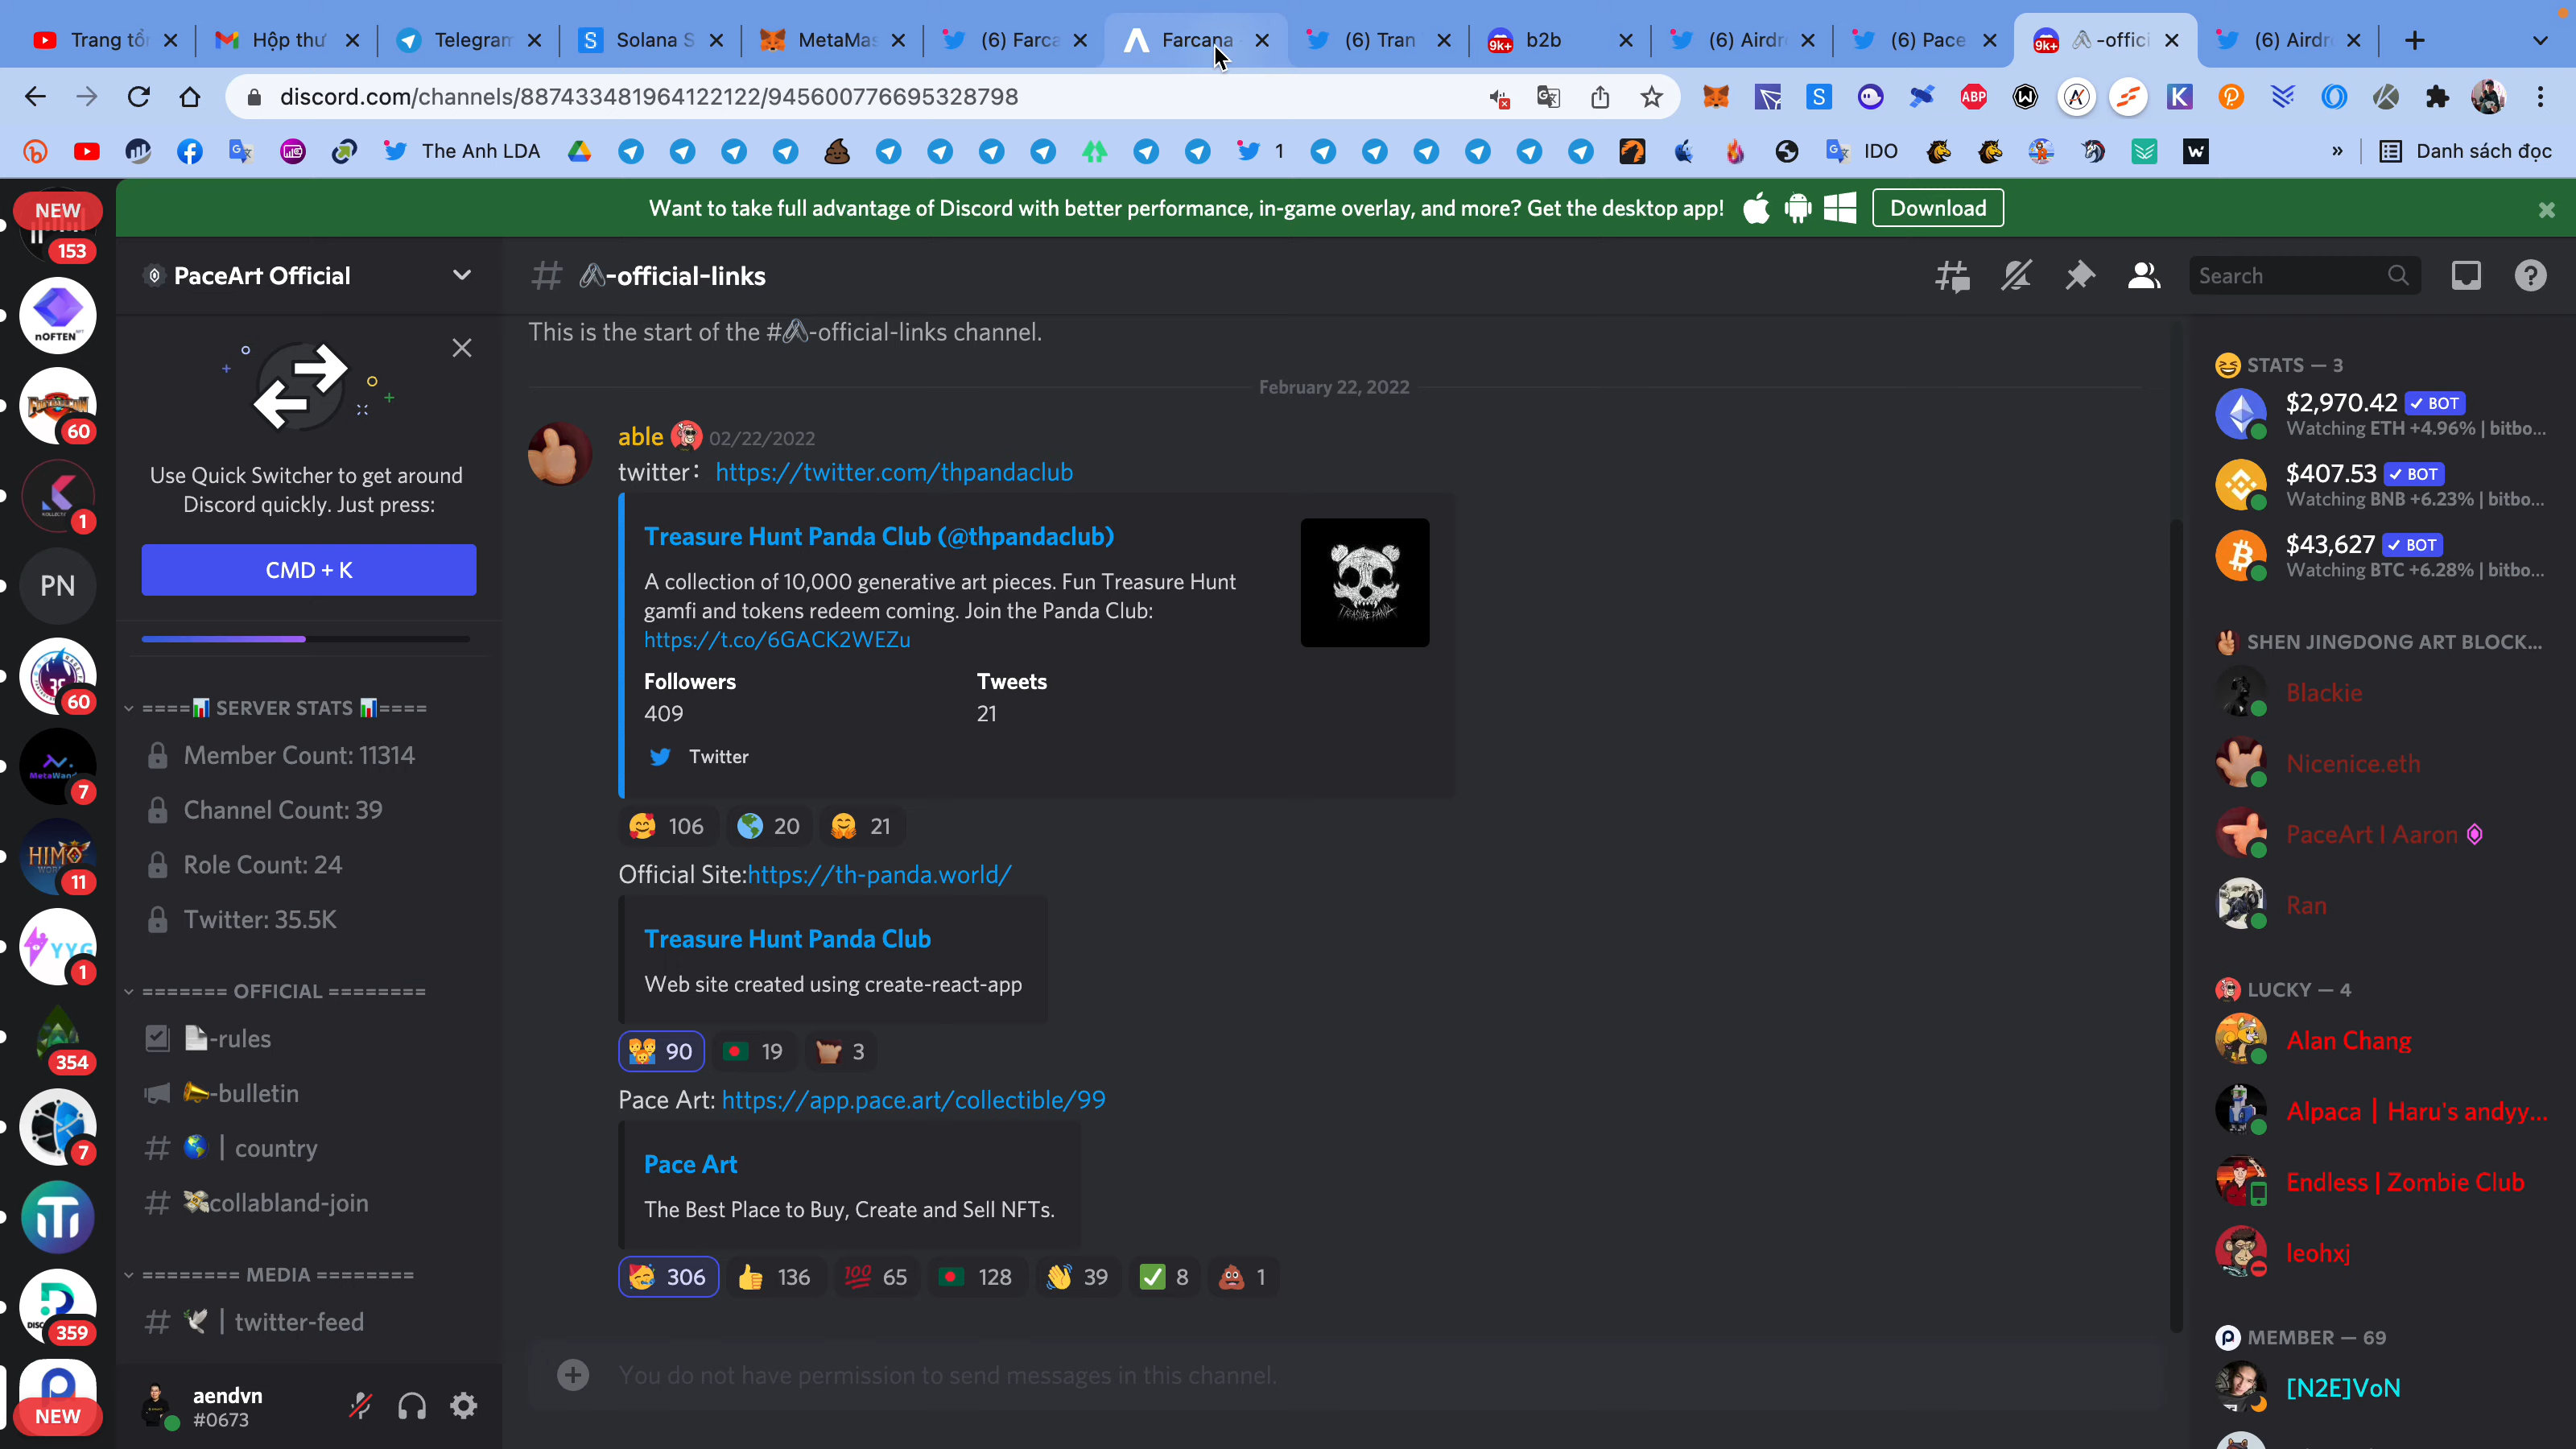 Trang tổ
Hộp thư
Telegram
Solana S
MetaMas
(6) Farca
Farcana
(6) Tran
9K+
b2b
(6) Airdr
(6) Pace
9K+
-offici
(6) Airdr
discord.com/channels/887433481964122122/945600776695328798
ABP
The Anh LDA
1
IDO
»
Danh sách đọc
Want to take full advantage of Discord with better performance, in-game overlay, and more? Get the desktop app!
Download
NEW
153
nOFTEN
60
1
PN
60
MetaWand
7
HIMO
11
YYG
1
354
7
359
NEW
PaceArt Official
Use Quick Switcher to get around
Discord quickly. Just press:
CMD + K
====📊 SERVER STATS 📊====
Member Count: 11314
Channel Count: 39
Role Count: 24
Twitter: 35.5K
======= OFFICIAL ========
📄-rules
📣-bulletin
🌎 | country
💸collabland-join
======== MEDIA ========
🕊 | twitter-feed
aendvn
#0673
🖇-official-links
Search
This is the start of the #🖇-official-links channel.
February 22, 2022
able 02/22/2022
twitter： https://twitter.com/thpandaclub
Treasure Hunt Panda Club (@thpandaclub)
A collection of 10,000 generative art pieces. Fun Treasure Hunt
gamfi and tokens redeem coming. Join the Panda Club:
https://t.co/6GACK2WEZu
TREASURE PANDA
Followers Tweets
409 21
Twitter
🥰 106 🌎 20 🤗 21
Official Site:https://th-panda.world/
Treasure Hunt Panda Club
Web site created using create-react-app
90 🇧🇩 19 3
Pace Art: https://app.pace.art/collectible/99
Pace Art
The Best Place to Buy, Create and Sell NFTs.
🥳 306 👍 136 💯 65 🇧🇩 128 👋 39 ✅ 8 💩 1
You do not have permission to send messages in this channel.
😆 STATS — 3
$2,970.42 ✓ BOT
Watching ETH +4.96% | bitbo...
$407.53 ✓ BOT
Watching BNB +6.23% | bitbo...
$43,627 ✓ BOT
Watching BTC +6.28% | bitbo...
SHEN JINGDONG ART BLOCK...
Blackie
Nicenice.eth
PaceArt | Aaron
Ran
LUCKY — 4
Alan Chang
Alpaca | Haru's andyy...
Endless | Zombie Club
leohxj
MEMBER — 69
[N2E]VoN